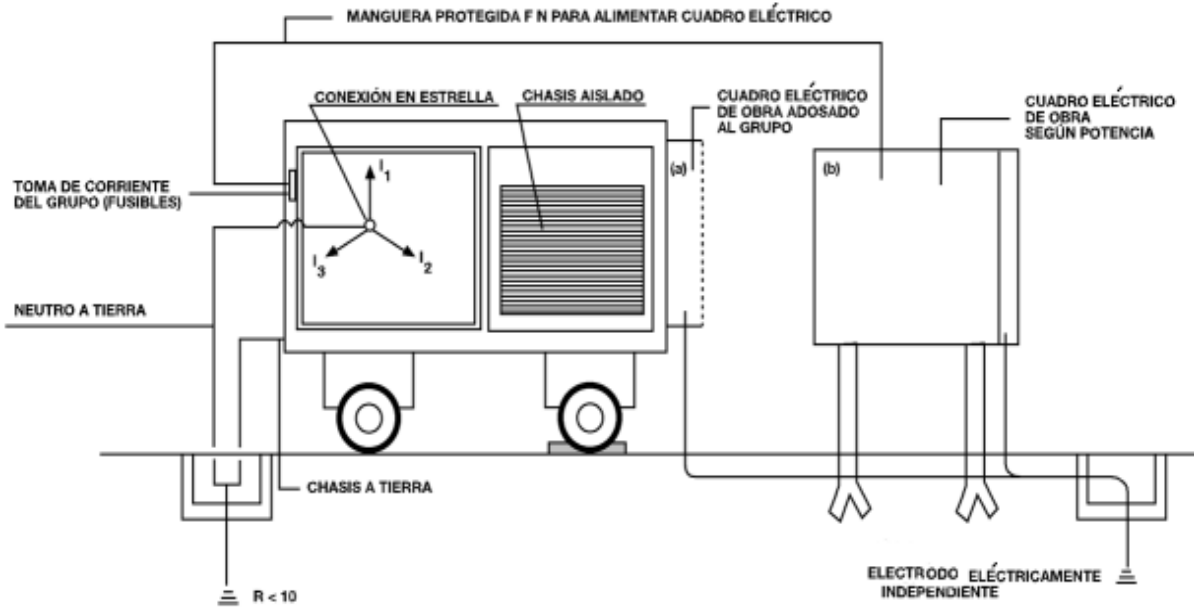 MANGUERA PROTEGIDA F N PARA ALIMENTAR CUADRO ELÉCTRICO
CONEXIÓN EN ESTRELLA
CHASIS AISLADO
CUADRO ELÉCTRICO
DE OBRA ADOSADO
AL GRUPO
CUADRO ELÉCTRICO
DE OBRA
SEGÚN POTENCIA
(a)
(b)
TOMA DE CORRIENTE
DEL GRUPO (FUSIBLES)
I1
I3
I2
NEUTRO A TIERRA
CHASIS A TIERRA
R < 10
ELECTRODO ELÉCTRICAMENTE
INDEPENDIENTE